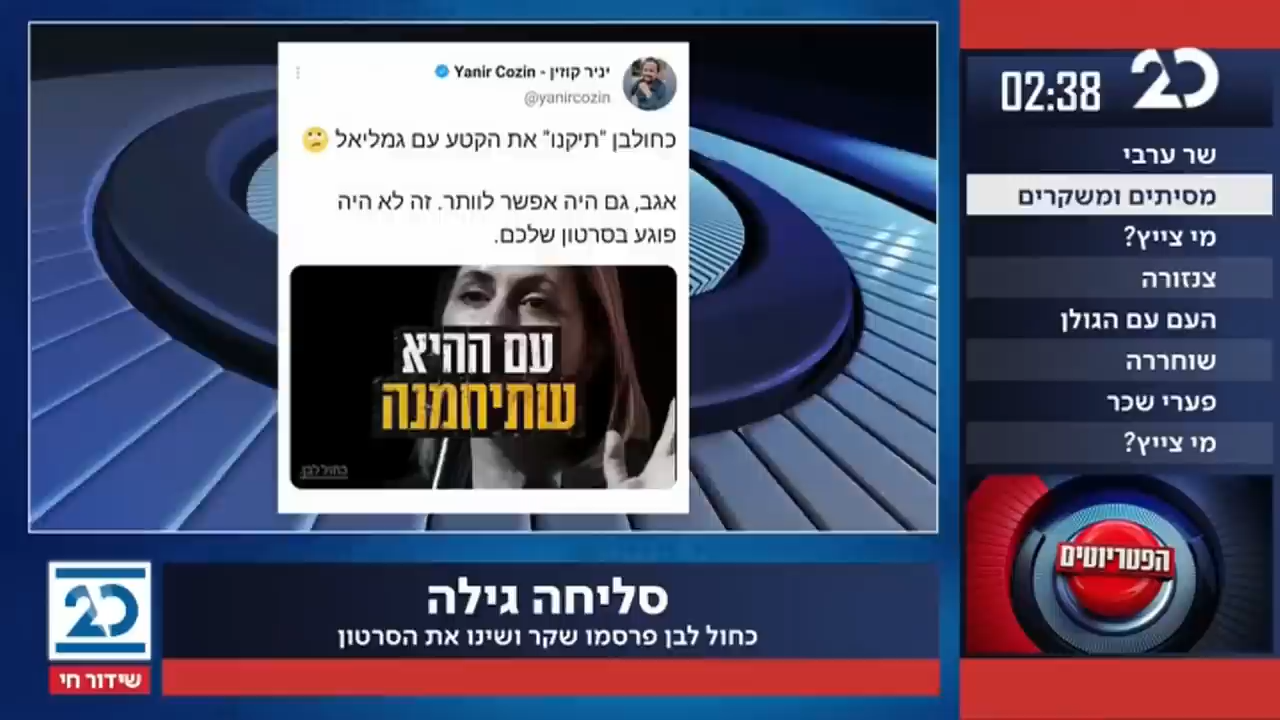 יניר קוזין - Yanir Cozin
@yanircozin
כחולבן "תיקנו" את הקטע עם גמליאל 🙄
אגב, גם היה אפשר לוותר. זה לא היה
פוגע בסרטון שלכם.
עם ההיא
שתיחמנה
כחול לבן
20
02:38
שר ערבי
מסיתים ומשקרים
מי צייץ?
צנזורה
העם עם הגולן
שוחררה
פערי שכר
מי צייץ?
הפטריוטים
סליחה גילה
כחול לבן פרסמו שקר ושינו את הסרטון
20
שידור חי